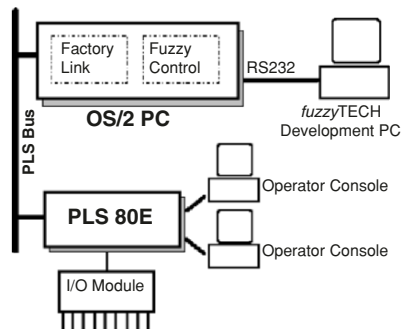 Factory
Link
Fuzzy
Control
RS232
OS/2 PC
fuzzyTECH
Development PC
PLS Bus
PLS 80E
Operator Console
Operator Console
I/O Module